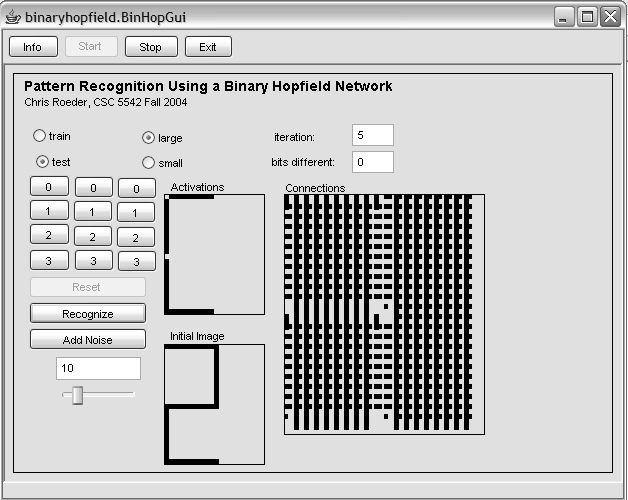 binaryhopfield.BinHopGui
Info Start Stop Exit
Pattern Recognition Using a Binary Hopfield Network
Chris Roeder, CSC 5542 Fall 2004
train large iteration: 5
test small bits different: 0
0 0 0 Activations Connections
1 1 1
2 2 2
3 3 3
Reset
Recognize
Add Noise Initial Image
10